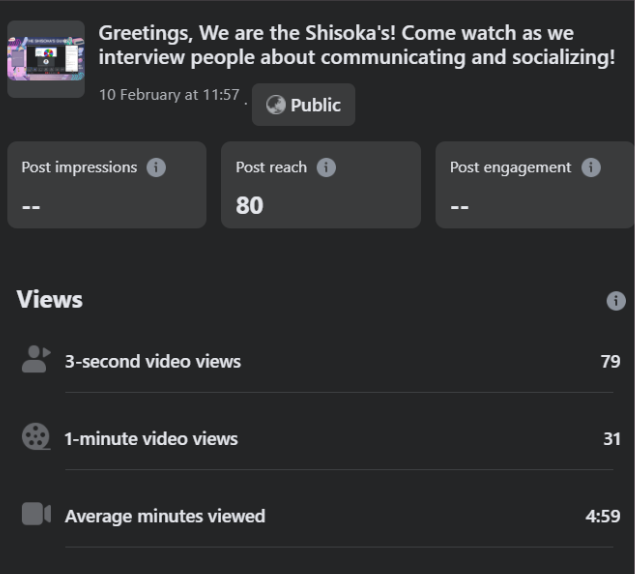 Greetings, We are the Shisoka's! Come watch as we
interview people about communicating and socializing!
10 February at 11:57 .
Public
Post impressions
--
Post reach
80
Post engagement
--
Views
3-second video views
79
1-minute video views
31
Average minutes viewed
4:59